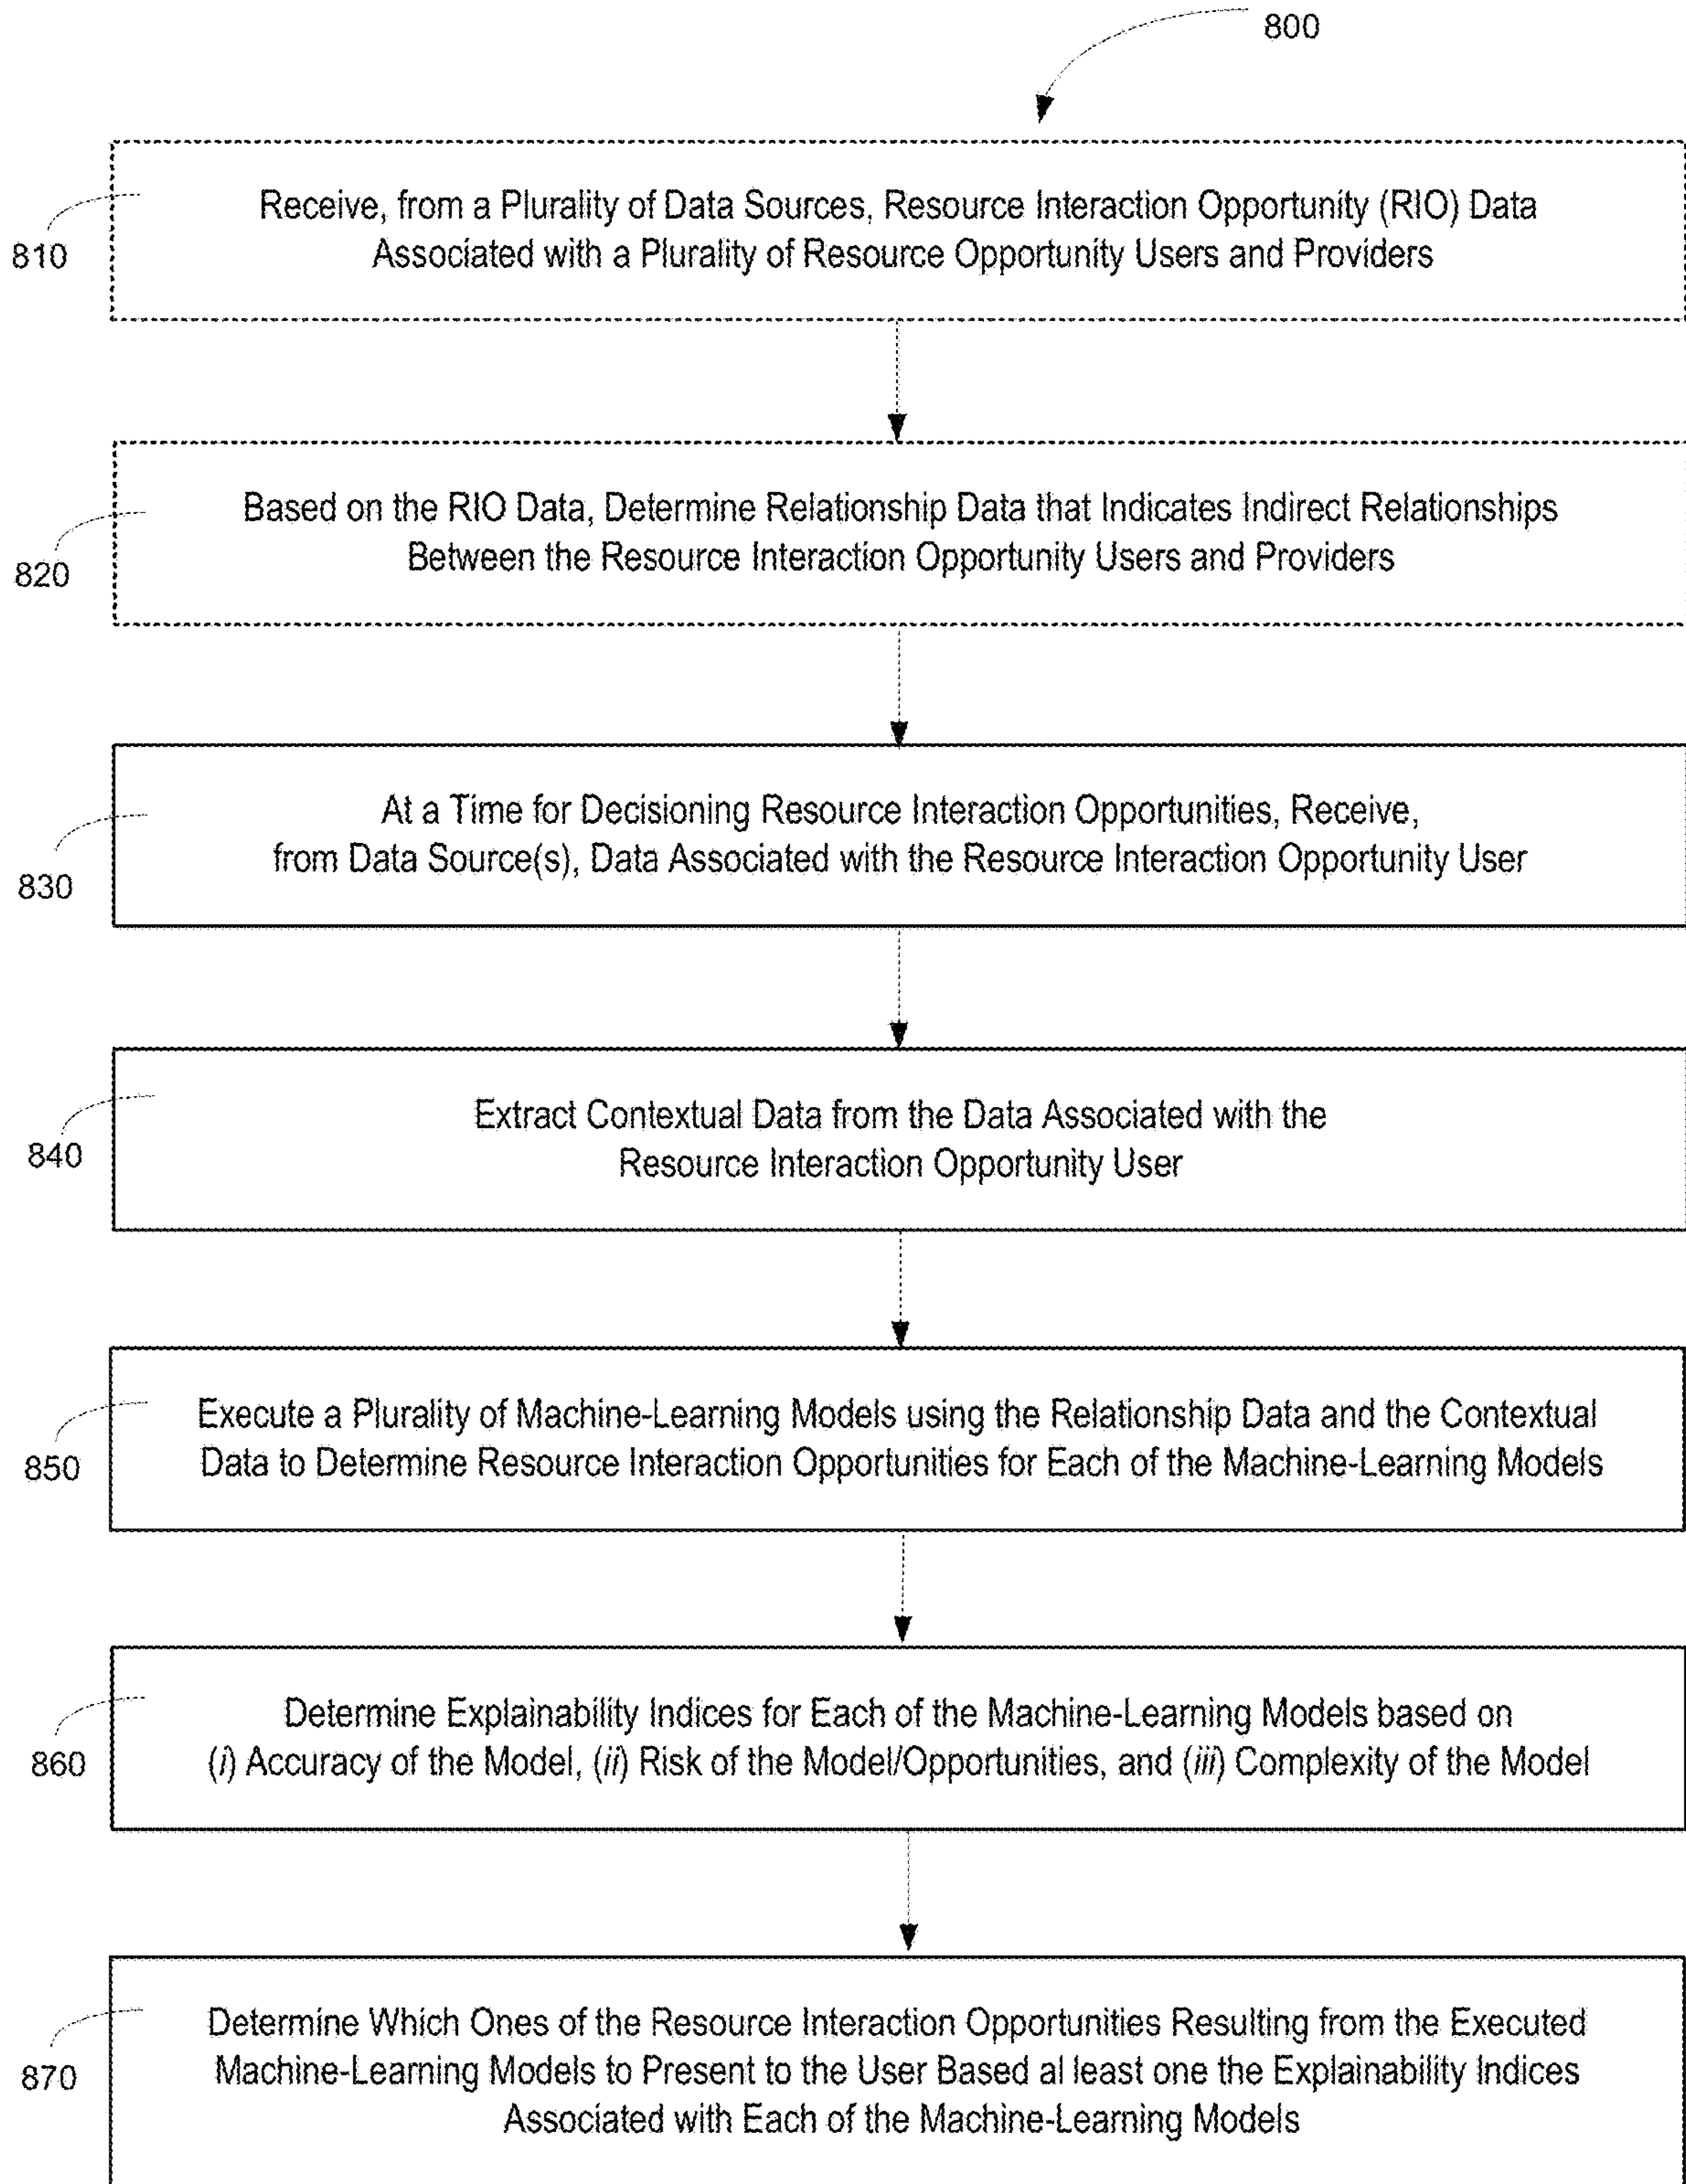 800
Receive, from a Plurality of Data Sources, Resource Interaction Opportunity (RIO) Data
Associated with a Plurality of Resource Opportunity Users and Providers
810
Based on the RIO Data, Determine Relationship Data that Indicates Indirect Relationships
Between the Resource Interaction Opportunity Users and Providers
820
At a Time for Decisioning Resource Interaction Opportunities, Receive,
from Data Source(s), Data Associated with the Resource Interaction Opportunity User
830
Extract Contextual Data from the Data Associated with the
Resource Interaction Opportunity User
840
Execute a Plurality of Machine-Learning Models using the Relationship Data and the Contextual
Data to Determine Resource Interaction Opportunities for Each of the Machine-Learning Models
850
Determine Explainability Indices for Each of the Machine-Learning Models based on
(i) Accuracy of the Model, (ii) Risk of the Model/Opportunities, and (iii) Complexity of the Model
860
Determine Which Ones of the Resource Interaction Opportunities Resulting from the Executed
Machine-Learning Models to Present to the User Based al least one the Explainability Indices
Associated with Each of the Machine-Learning Models
870